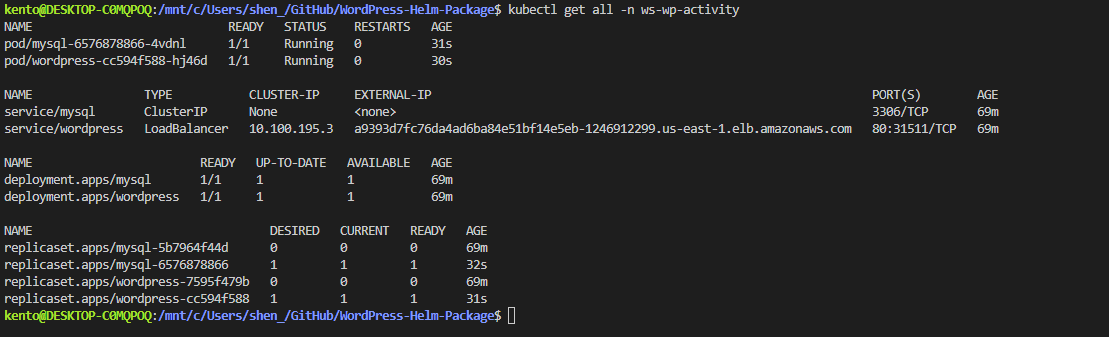 kento@DESKTOP-C0MQPOQ:/mnt/c/Users/shen_/GitHub/WordPress-Helm-Package$ kubectl get all -n ws-wp-activity
NAME READY STATUS RESTARTS AGE
pod/mysql-6576878866-4vdnl 1/1 Running 0 31s
pod/wordpress-cc594f588-hj46d 1/1 Running 0 30s
NAME TYPE CLUSTER-IP EXTERNAL-IP PORT(S) AGE
service/mysql ClusterIP None <none> 3306/TCP 69m
service/wordpress LoadBalancer 10.100.195.3 a9393d7fc76da4ad6ba84e51bf14e5eb-1246912299.us-east-1.elb.amazonaws.com 80:31511/TCP 69m
NAME READY UP-TO-DATE AVAILABLE AGE
deployment.apps/mysql 1/1 1 1 69m
deployment.apps/wordpress 1/1 1 1 69m
NAME DESIRED CURRENT READY AGE
replicaset.apps/mysql-5b7964f44d 0 0 0 69m
replicaset.apps/mysql-6576878866 1 1 1 32s
replicaset.apps/wordpress-7595f479b 0 0 0 69m
replicaset.apps/wordpress-cc594f588 1 1 1 31s
kento@DESKTOP-C0MQPOQ:/mnt/c/Users/shen_/GitHub/WordPress-Helm-Package$